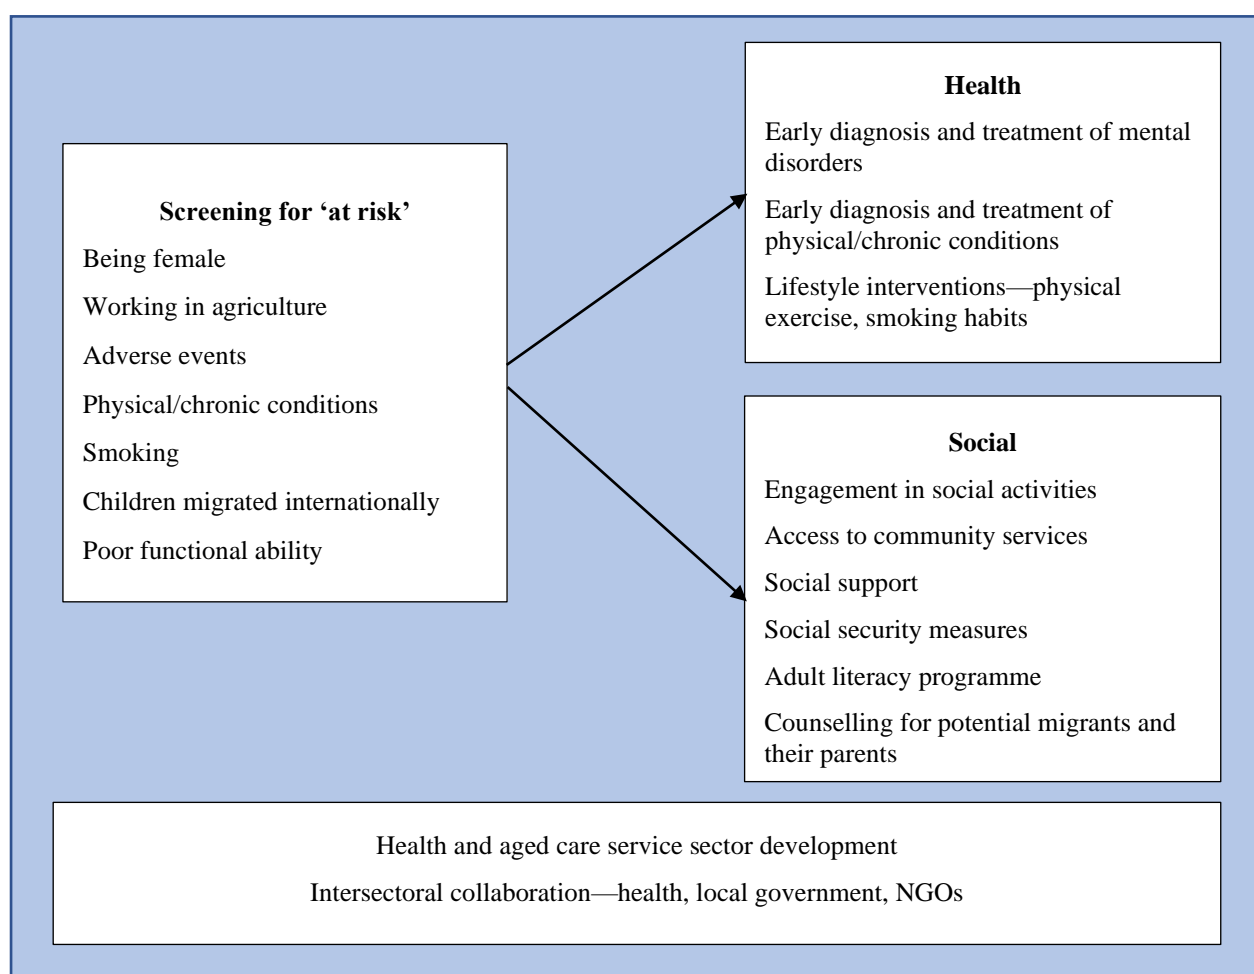 Screening for ‘at risk’
Being female
Working in agriculture
Adverse events
Physical/chronic conditions
Smoking
Children migrated internationally
Poor functional ability
Health
Early diagnosis and treatment of mental
disorders
Early diagnosis and treatment of
physical/chronic conditions
Lifestyle interventions—physical
exercise, smoking habits
Social
Engagement in social activities
Access to community services
Social support
Social security measures
Adult literacy programme
Counselling for potential migrants and
their parents
Health and aged care service sector development
Intersectoral collaboration—health, local government, NGOs